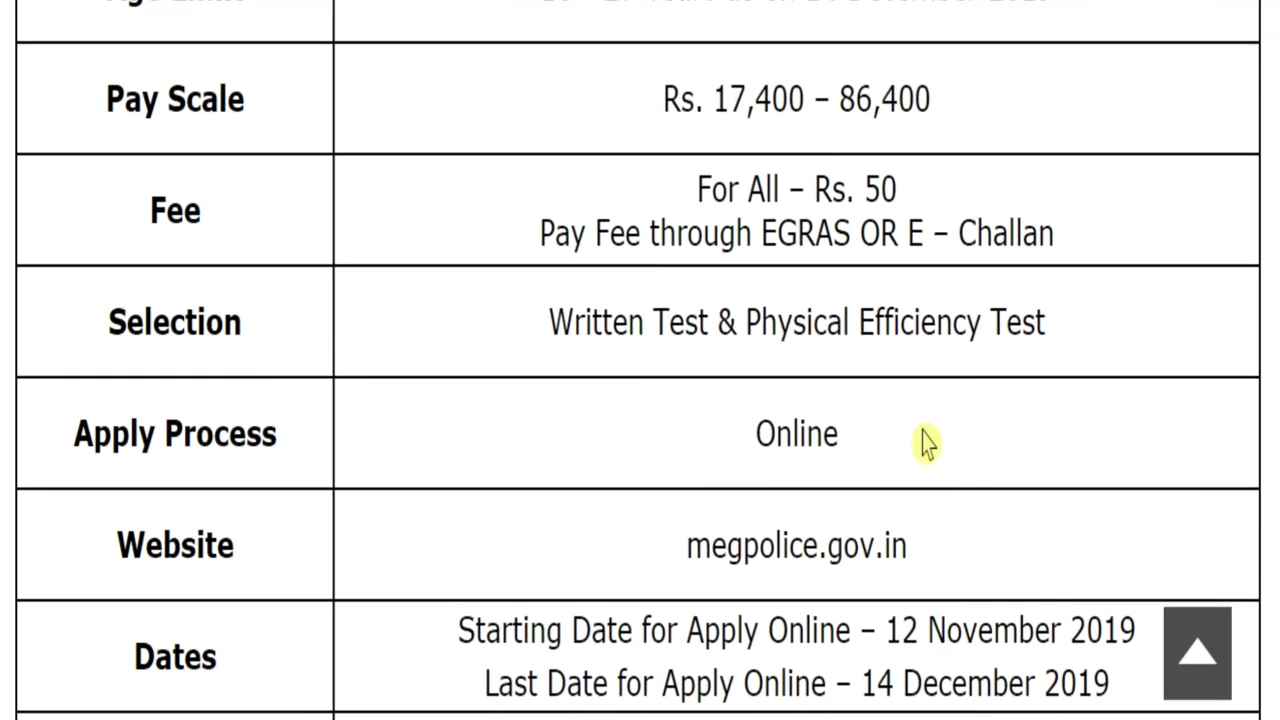 Pay Scale
Rs. 17,400 – 86,400
Fee
For All – Rs. 50
Pay Fee through EGRAS OR E – Challan
Selection
Written Test & Physical Efficiency Test
Apply Process
Online
Website
megpolice.gov.in
Dates
Starting Date for Apply Online – 12 November 2019
Last Date for Apply Online – 14 December 2019